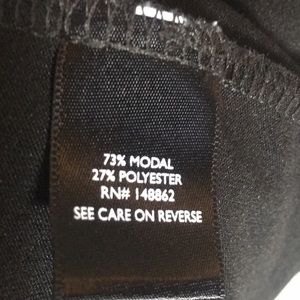 73% MODAL
27% POLYESTER
RN# 148862
SEE CARE ON REVERSE